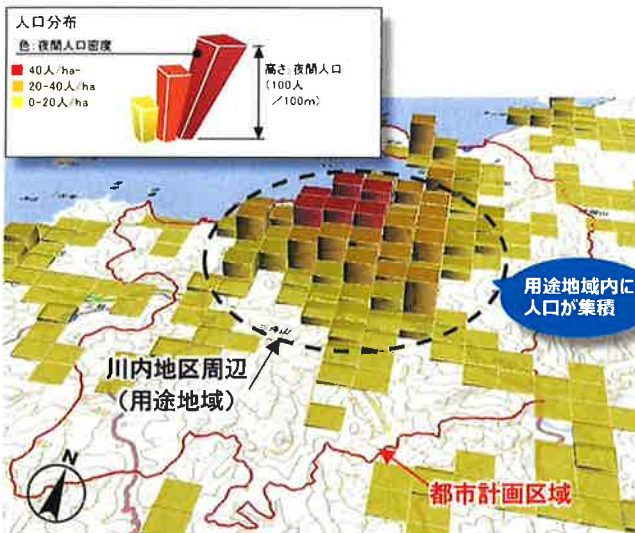 人口分布
色:夜間人口密度
40人/ha-
20-40人/ha
0-20人/ha
高さ:夜間人口
(100人
/100m)
用途地域内に
人口が集積
川内地区周辺
(用途地域)
N
都市計画区域